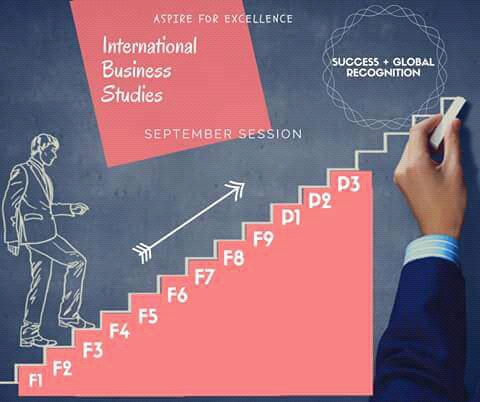 ASPIRE FOR EXCELLENCE
International
Business
Studies
SUCCESS + GLOBAL
RECOGNITION
SEPTEMBER SESSION
F1
F2
F3
F4
F5
F6
F7
F8
F9
P1
P2
P3